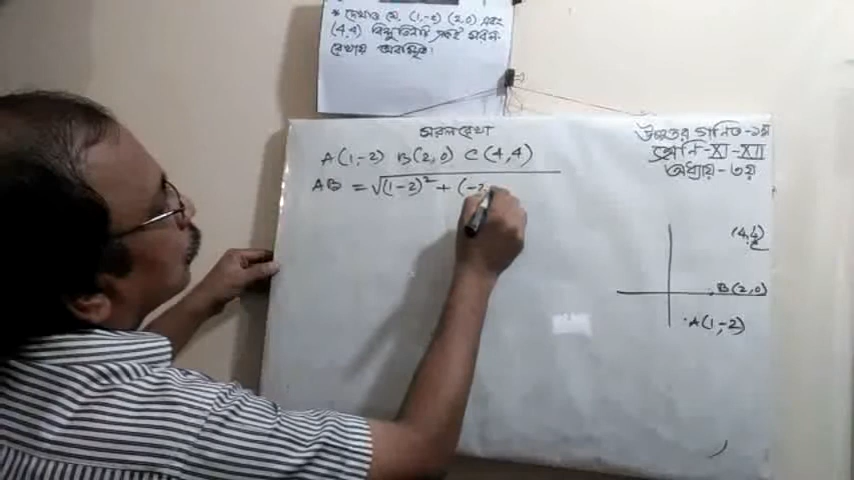 * দেখাও যে, (1,-2) (2,0) এবং
(4,4) বিন্দু তিনটি একই সরল-
রেখায় অবস্থিত।
সরলরেখা
A(1,-2) B(2,0) C(4,4)
AB = √(1-2)² + (-2
উচ্চতর গণিত-১ম
শ্রেণি-XI-XII
অধ্যায়-৩য়
(4,4)
C
B(2,0)
A(1,-2)